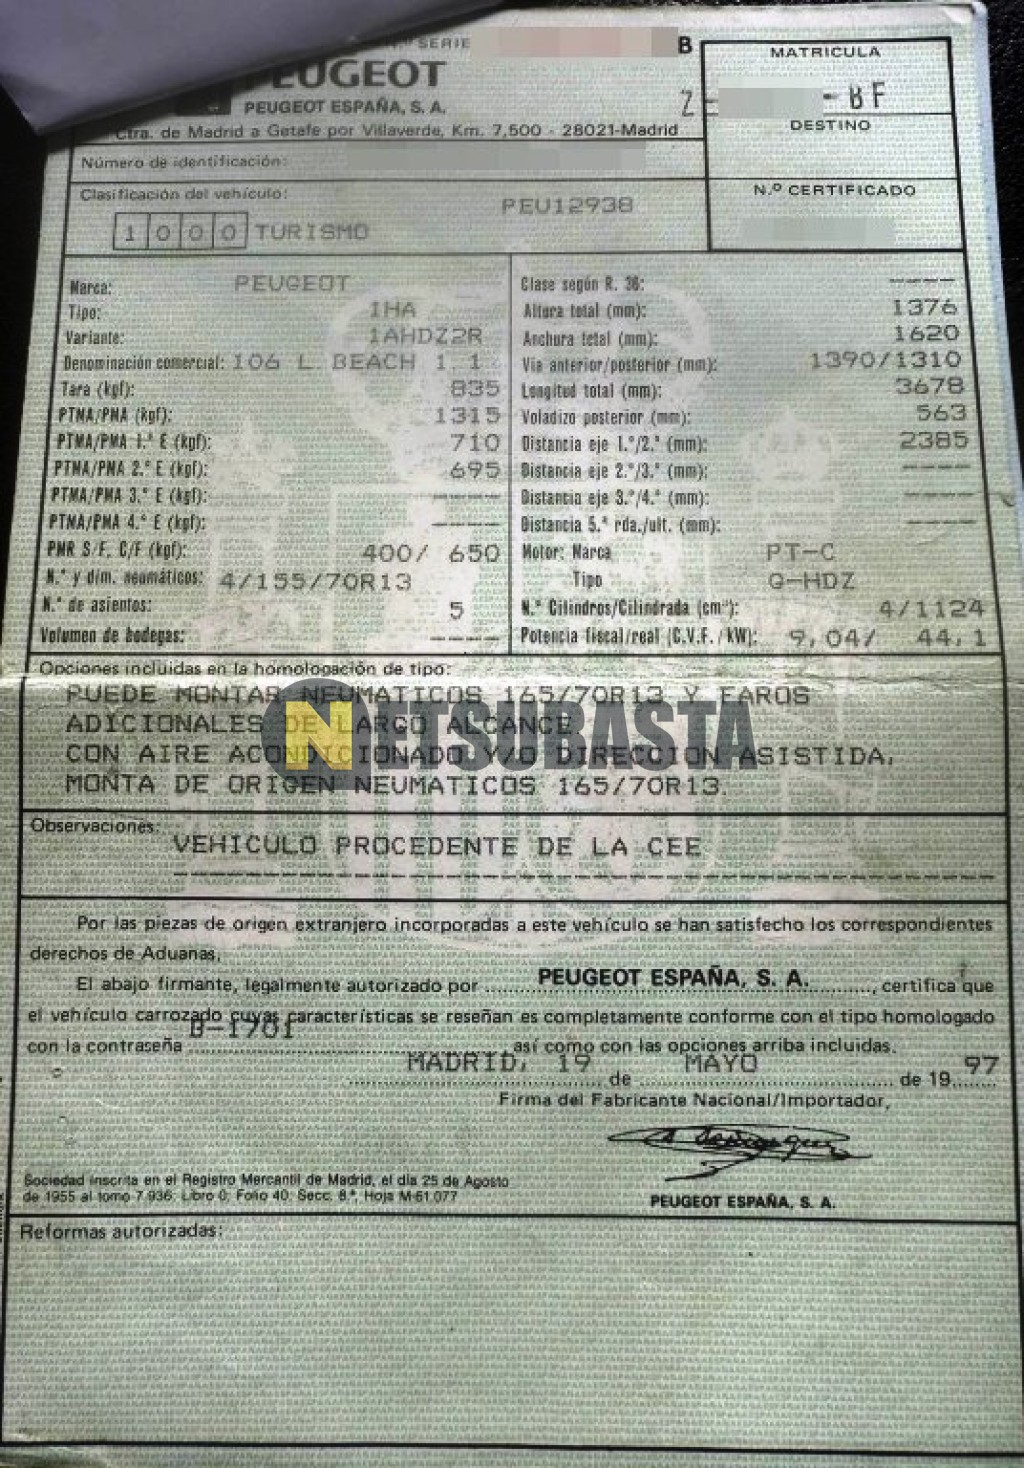 Nº SERIE B
PEUGEOT
PEUGEOT ESPAÑA, S. A.
Ctra. de Madrid a Getafe por Villaverde, Km. 7,500 - 28021-Madrid
MATRICULA
Z- - BF
DESTINO
Número de identificación:
Clasificación del vehículo:
PEU12938
N.º CERTIFICADO
1000 TURISMO
Marca: PEUGEOT
Tipo: 1HA
Variante: 1AHDZ2R
Denominación comercial: 106 L. BEACH 1.1
Tara (kgf): 835
PTMA/PMA (kgf): 1315
PTMA/PMA 1.º E (kgf): 710
PTMA/PMA 2.º E (kgf): 695
PTMA/PMA 3.º E (kgf): ----
PTMA/PMA 4.º E (kgf): ----
PMR S/F, C/F (kgf): 400/ 650
N.º y dim. neumáticos: 4/155/70R13
N.º de asientos: 5
Volumen de bodegas: ----
Clase según R. 36: ----
Altura total (mm): 1376
Anchura total (mm): 1620
Via anterior/posterior (mm): 1390/1310
Longitud total (mm): 3678
Voladizo posterior (mm): 563
Distancia eje 1.º/2.º (mm): 2385
Distancia eje 2.º/3.º (mm): ----
Distancia eje 3.º/4.º (mm): ----
Distancia 5.ª rda./ult. (mm): ----
Motor: Marca PT-C
Tipo G-HDZ
N.º Cilindros/Cilindrada (cm³): 4/1124
Potencia fiscal/real (C.V.F./kW): 9,04/ 44,1
Opciones incluidas en la homologación de tipo:
PUEDE MONTAR NEUMATICOS 165/70R13 Y FAROS
ADICIONALES DE LARGO ALCANCE
CON AIRE ACONDICIONADO Y/O DIRECCION ASISTIDA,
MONTA DE ORIGEN NEUMATICOS 165/70R13.
NETSUBASTA
Observaciones:
VEHICULO PROCEDENTE DE LA CEE
Por las piezas de origen extranjero incorporadas a este vehículo se han satisfecho los correspondientes
derechos de Aduanas.
El abajo firmante, legalmente autorizado por PEUGEOT ESPAÑA, S. A., certifica que
el vehículo carrozado cuyas características se reseñan es completamente conforme con el tipo homologado
con la contraseña B-1701 así como con las opciones arriba incluidas.
MADRID, 19 de MAYO de 1997
Firma del Fabricante Nacional/Importador,
PEUGEOT ESPAÑA, S. A.
Sociedad inscrita en el Registro Mercantil de Madrid, el día 25 de Agosto
de 1955 al tomo 7.936; Libro 0; Folio 40; Secc. 8.ª, Hoja M-61.077
Reformas autorizadas: